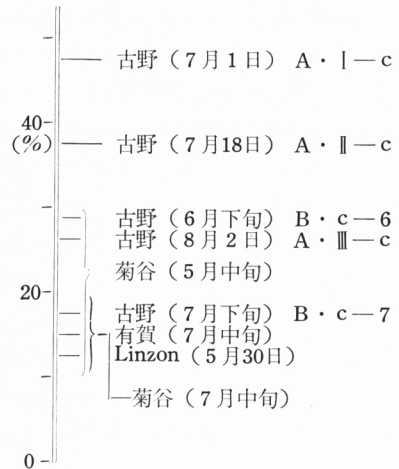 古野（7月1日） A・Ⅰ—c
40
(%)
古野（7月18日） A・Ⅱ—c
古野（6月下旬） B・c—6
古野（8月2日） A・Ⅲ—c
菊谷（5月中旬）
20
古野（7月下旬） B・c—7
有賀（7月中旬）
Linzon（5月30日）
菊谷（7月中旬）
0